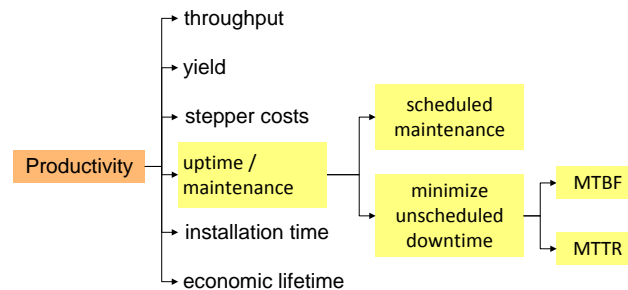 throughput
yield
stepper costs
Productivity
uptime /
maintenance
installation time
economic lifetime
scheduled
maintenance
minimize
unscheduled
downtime
MTBF
MTTR